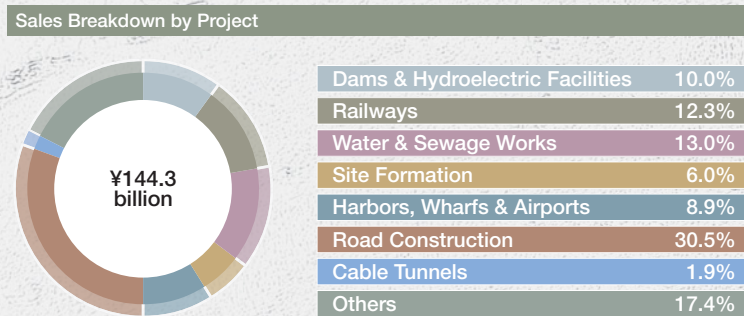 Sales Breakdown by Project
¥144.3
billion
Dams & Hydroelectric Facilities 10.0%
Railways 12.3%
Water & Sewage Works 13.0%
Site Formation 6.0%
Harbors, Wharfs & Airports 8.9%
Road Construction 30.5%
Cable Tunnels 1.9%
Others 17.4%